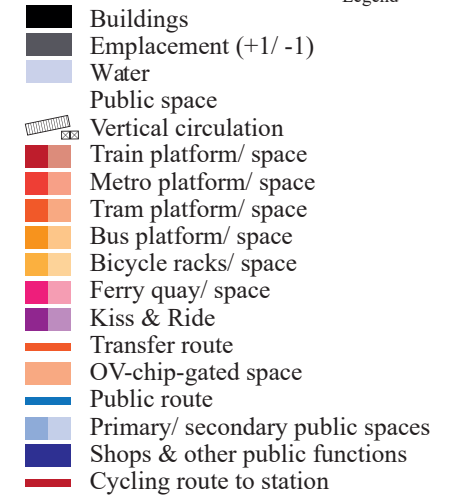 Legend
Buildings
Emplacement (+1/ -1)
Water
Public space
Vertical circulation
Train platform/ space
Metro platform/ space
Tram platform/ space
Bus platform/ space
Bicycle racks/ space
Ferry quay/ space
Kiss & Ride
Transfer route
OV-chip-gated space
Public route
Primary/ secondary public spaces
Shops & other public functions
Cycling route to station